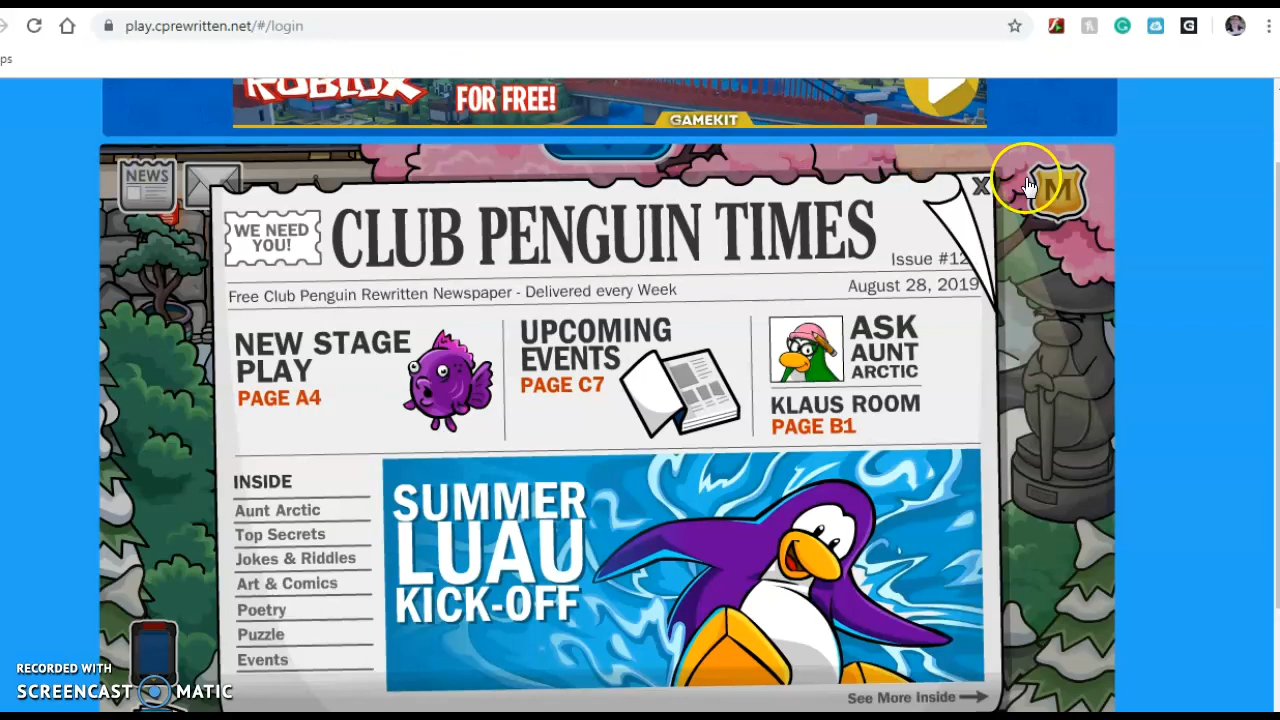 play.cprewritten.net/#/login
ps
ROBLOX
FOR FREE!
GAMEKIT
NEWS
M
X
WE NEED
YOU!
CLUB PENGUIN TIMES
Issue #12
Free Club Penguin Rewritten Newspaper - Delivered every Week
August 28, 2019
NEW STAGE
PLAY
PAGE A4
UPCOMING
EVENTS
PAGE C7
ASK
AUNT
ARCTIC
KLAUS ROOM
PAGE B1
INSIDE
Aunt Arctic
Top Secrets
Jokes & Riddles
Art & Comics
Poetry
Puzzle
Events
SUMMER
LUAU
KICK-OFF
See More Inside
RECORDED WITH
SCREENCAST MATIC